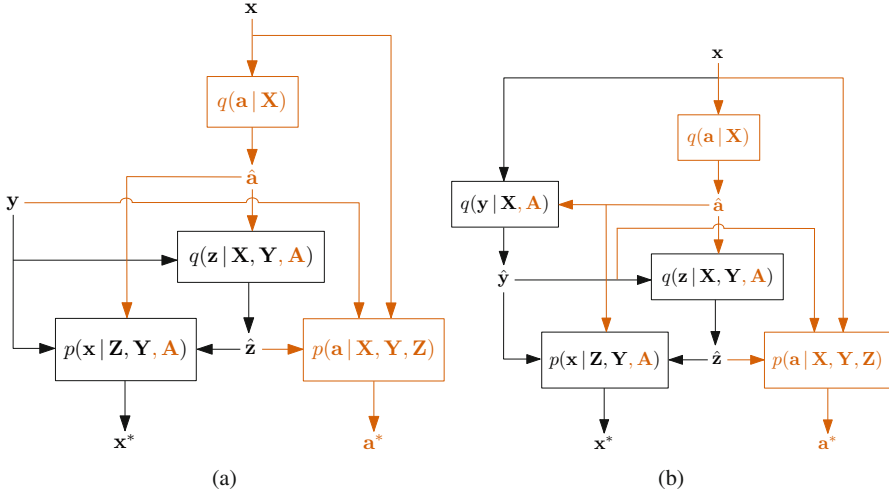 x
q(a | X)
â
y
q(z | X, Y, A)
p(x | Z, Y, A)
ẑ
p(a | X, Y, Z)
x*
a*
(a)
x
q(a | X)
q(y | X, A)
â
ŷ
q(z | X, Y, A)
p(x | Z, Y, A)
ẑ
p(a | X, Y, Z)
x*
a*
(b)